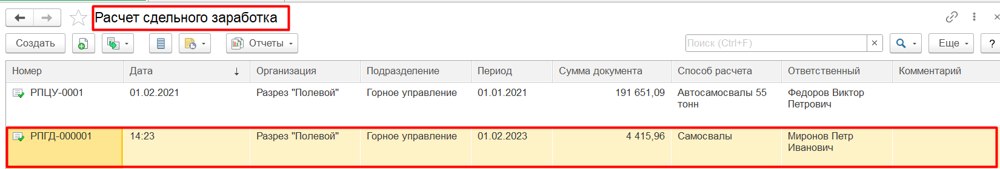 Расчет сдельного заработка
Создать
Отчеты
Поиск (Ctrl+F)
×
Еще
?
Номер Дата ↓ Организация Подразделение Период Сумма документа Способ расчета Ответственный Комментарий
РПЦУ-0001 01.02.2021 Разрез "Полевой" Горное управление 01.01.2021 191 651,09 Автосамосвалы 55 Федоров Виктор
тонн Петрович
РПГД-000001 14:23 Разрез "Полевой" Горное управление 01.02.2023 4 415,96 Самосвалы Миронов Петр
Иванович